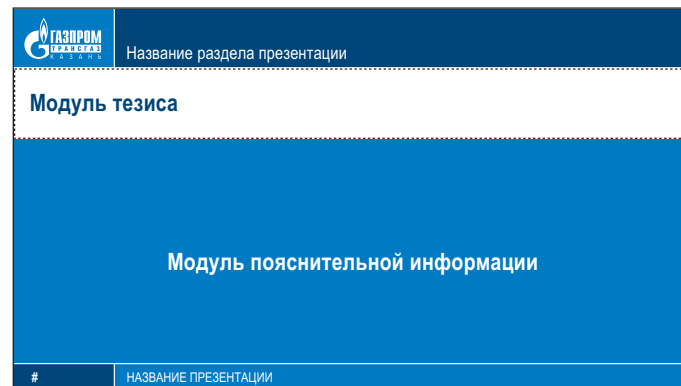 ГАЗПРОМ
ТРАНСГАЗ
КАЗАНЬ
Название раздела презентации
Модуль тезиса
Модуль пояснительной информации
# НАЗВАНИЕ ПРЕЗЕНТАЦИИ